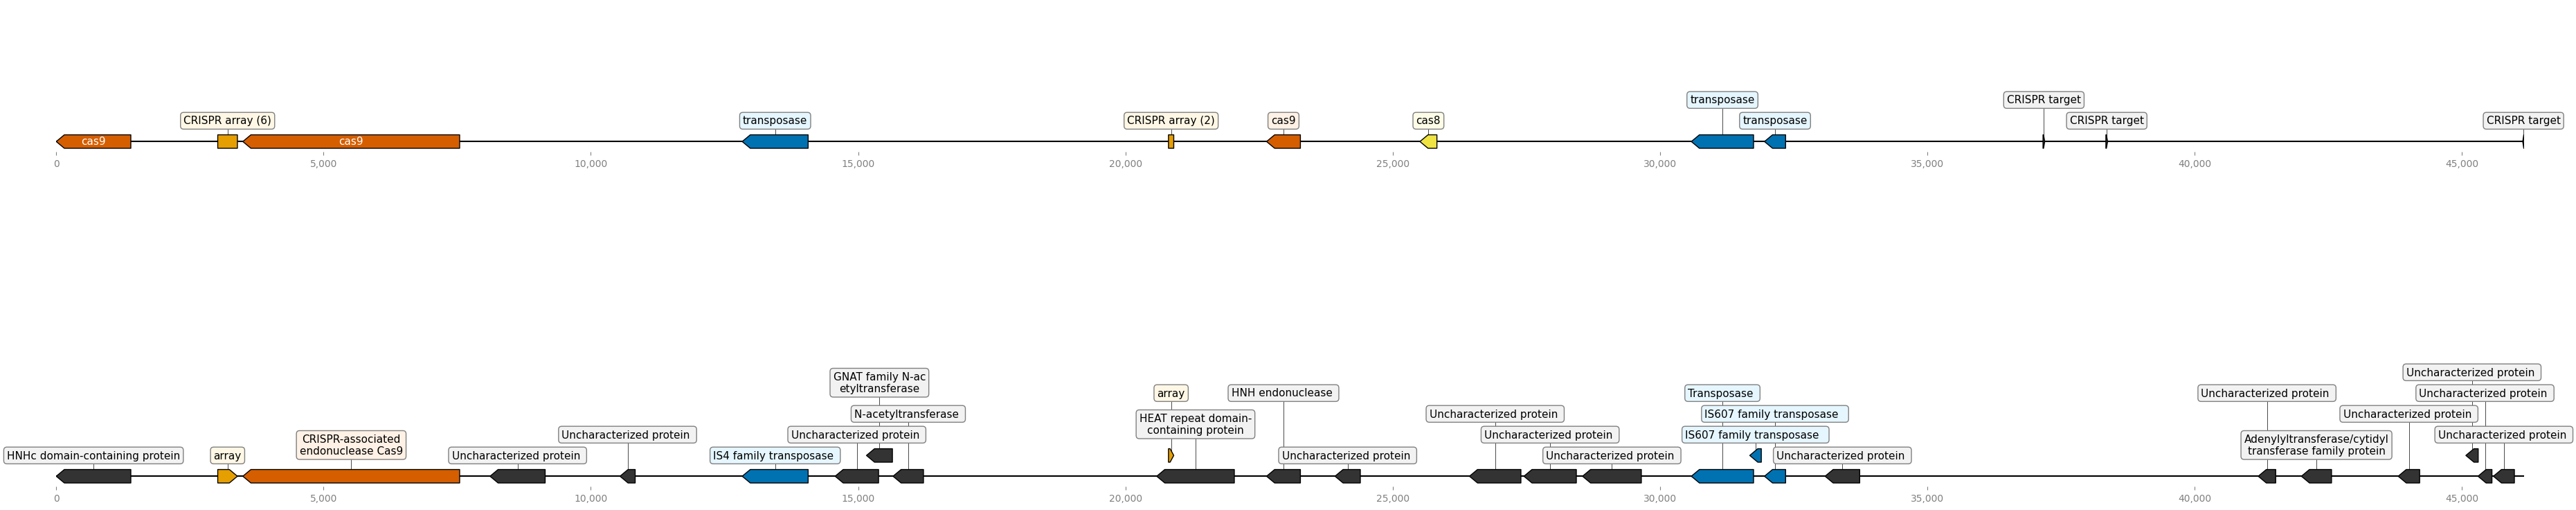 transposase
CRISPR target
CRISPR array (6)
transposase
CRISPR array (2)
cas9
cas8
transposase
CRISPR target
CRISPR target
cas9
cas9
0
5,000
10,000
15,000
20,000
25,000
30,000
35,000
40,000
45,000
Uncharacterized protein
GNAT family N-ac
etyltransferase
array
HNH endonuclease
Transposase
Uncharacterized protein
Uncharacterized protein
N-acetyltransferase
HEAT repeat domain-
containing protein
Uncharacterized protein
IS607 family transposase
Uncharacterized protein
Uncharacterized protein
Uncharacterized protein
Uncharacterized protein
IS607 family transposase
Uncharacterized protein
CRISPR-associated
endonuclease Cas9
Adenylyltransferase/cytidyl
transferase family protein
HNHc domain-containing protein
array
Uncharacterized protein
IS4 family transposase
Uncharacterized protein
Uncharacterized protein
Uncharacterized protein
0
5,000
10,000
15,000
20,000
25,000
30,000
35,000
40,000
45,000